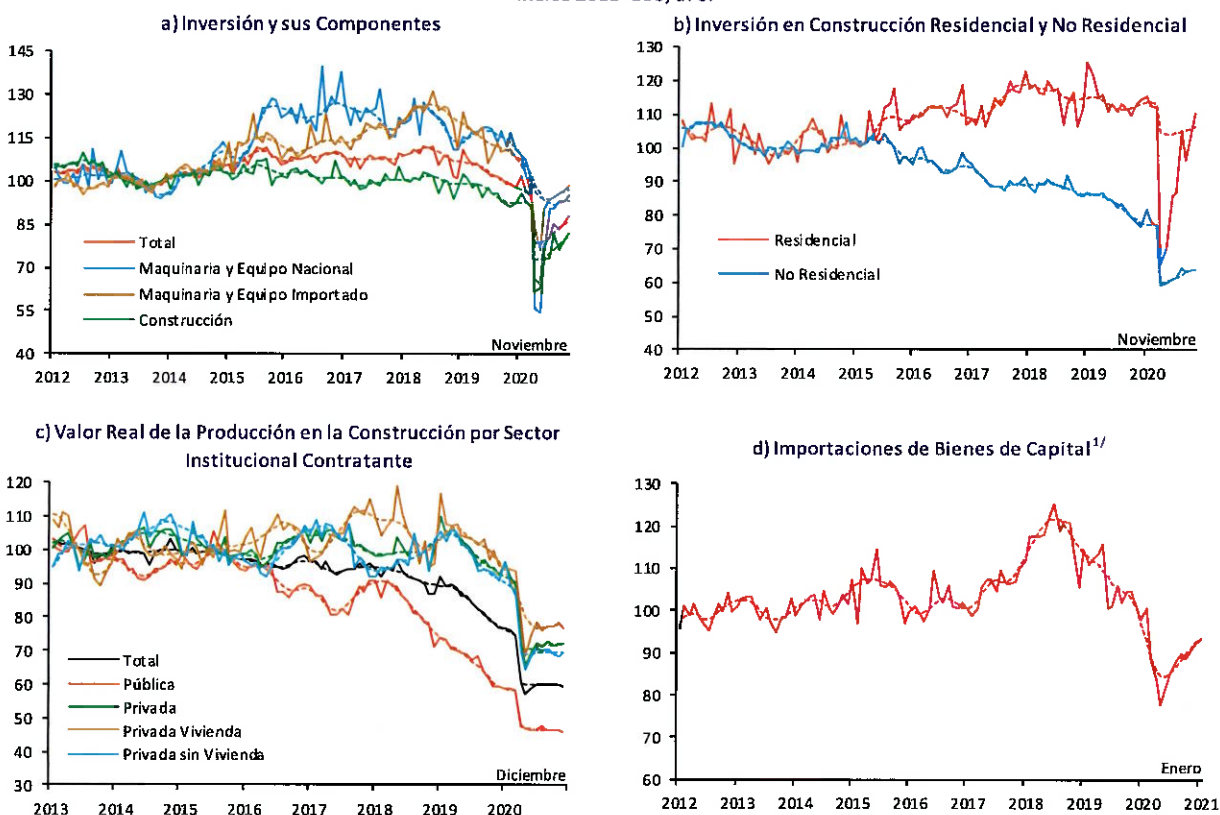 a) Inversión y sus Componentes
145
130
115
100
85
70
55
40
Total
Maquinaria y Equipo Nacional
Maquinaria y Equipo Importado
Construcción
Noviembre
2012 2013 2014 2015 2016 2017 2018 2019 2020
b) Inversión en Construcción Residencial y No Residencial
130
120
110
100
90
80
70
60
50
40
Residencial
No Residencial
Noviembre
2012 2013 2014 2015 2016 2017 2018 2019 2020
c) Valor Real de la Producción en la Construcción por Sector
Institucional Contratante
120
110
100
90
80
70
60
50
40
30
Total
Pública
Privada
Privada Vivienda
Privada sin Vivienda
Diciembre
2013 2014 2015 2016 2017 2018 2019 2020
d) Importaciones de Bienes de Capital1/
130
120
110
100
90
80
70
60
Enero
2012 2013 2014 2015 2016 2017 2018 2019 2020 2021